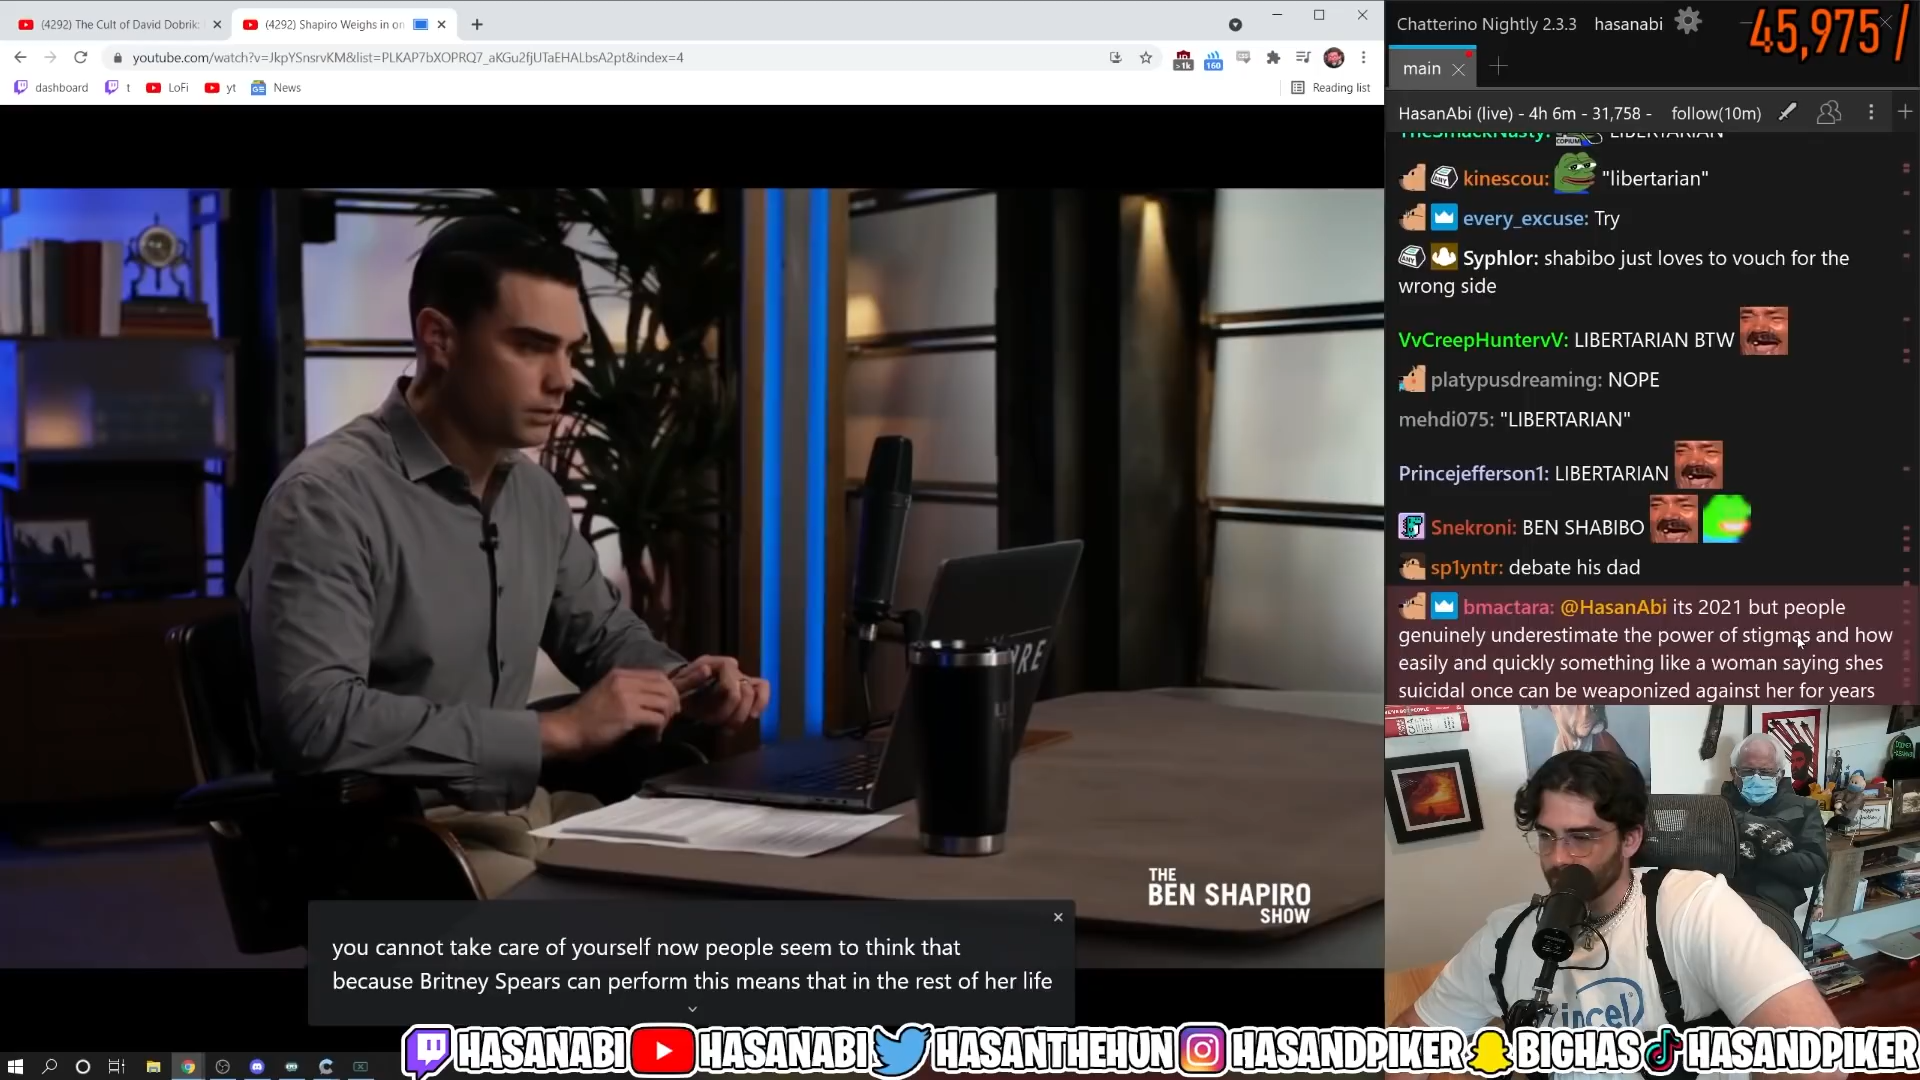 (4292) The Cult of David Dobrik:
(4292) Shapiro Weighs in on
youtube.com/watch?v=JkpYSnsrvKM&list=PLKAP7bXOPRQ7_aKGu2fjUTaEHALbsA2pt&index=4
>1k
160
dashboard
t
LoFi
yt
News
Reading list
THE
BEN SHAPIRO
SHOW
you cannot take care of yourself now people seem to think that
because Britney Spears can perform this means that in the rest of her life
Chatterino Nightly 2.3.3
hasanabi
45,975 /
main
HasanAbi (live) - 4h 6m - 31,758 -
follow(10m)
TheSmackNasty: LIBERTARIAN
kinescou: "libertarian"
every_excuse: Try
Syphlor: shabibo just loves to vouch for the
wrong side
VvCreepHuntervV: LIBERTARIAN BTW
platypusdreaming: NOPE
mehdi075: "LIBERTARIAN"
Princejefferson1: LIBERTARIAN
Snekroni: BEN SHABIBO
sp1yntr: debate his dad
bmactara: @HasanAbi its 2021 but people
genuinely underestimate the power of stigmas and how
easily and quickly something like a woman saying shes
suicidal once can be weaponized against her for years
incel
HASANABI
HASANABI
HASANTHEHUN
HASANDPIKER
BIGHAS
HASANDPIKER